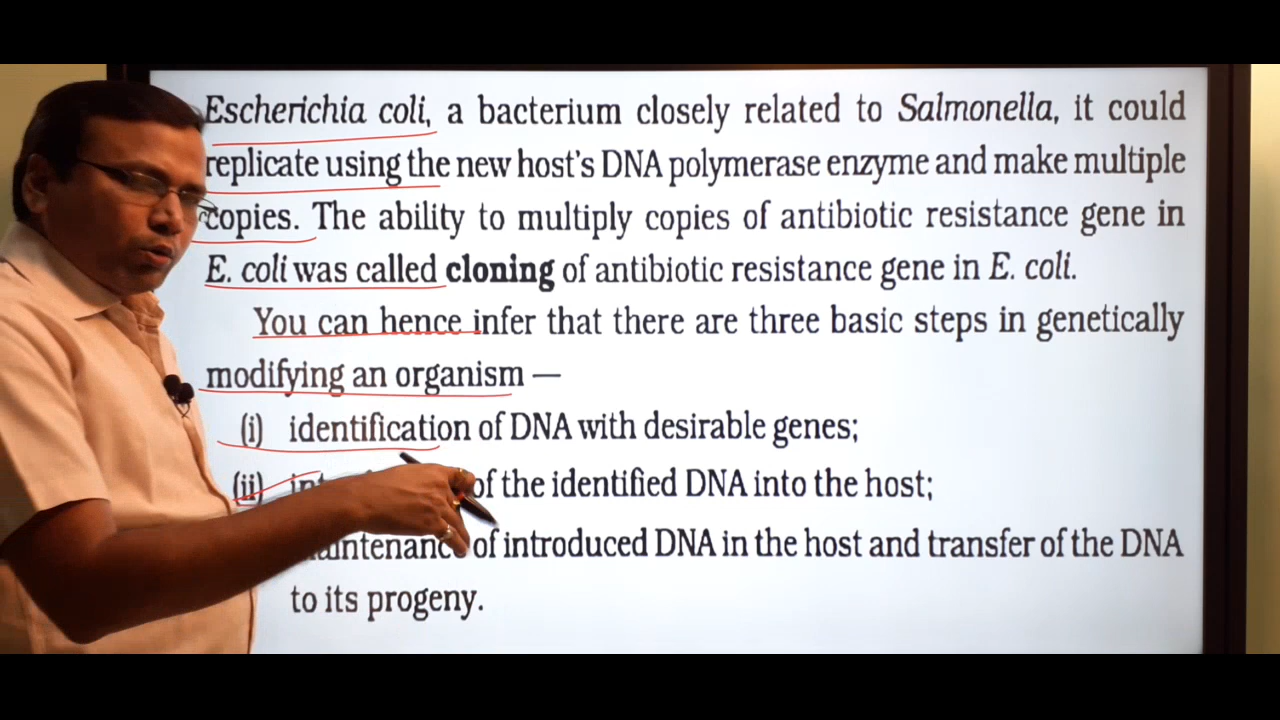 Escherichia coli, a bacterium closely related to Salmonella, it could
replicate using the new host's DNA polymerase enzyme and make multiple
copies. The ability to multiply copies of antibiotic resistance gene in
E. coli was called cloning of antibiotic resistance gene in E. coli.
You can hence infer that there are three basic steps in genetically
modifying an organism —
(i) identification of DNA with desirable genes;
(ii) of the identified DNA into the host;
of introduced DNA in the host and transfer of the DNA
to its progeny.